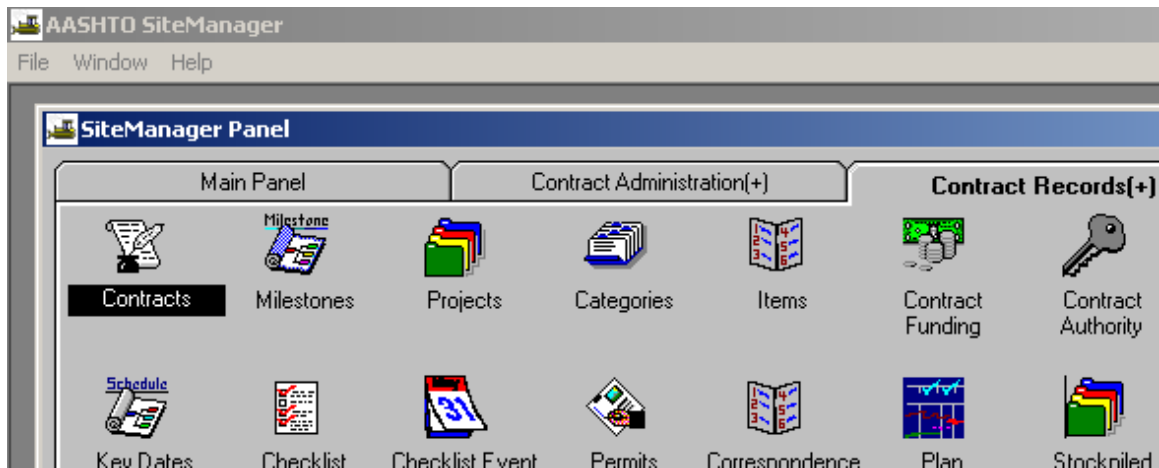 AASHTO SiteManager
File Window Help
SiteManager Panel
Main Panel Contract Administration(+) Contract Records(+)
Milestone
Contracts Milestones Projects Categories Items Contract Funding Contract Authority
Schedule
31
Key Dates Checklist Checklist Event Permits Correspondence Plan Stockpiled